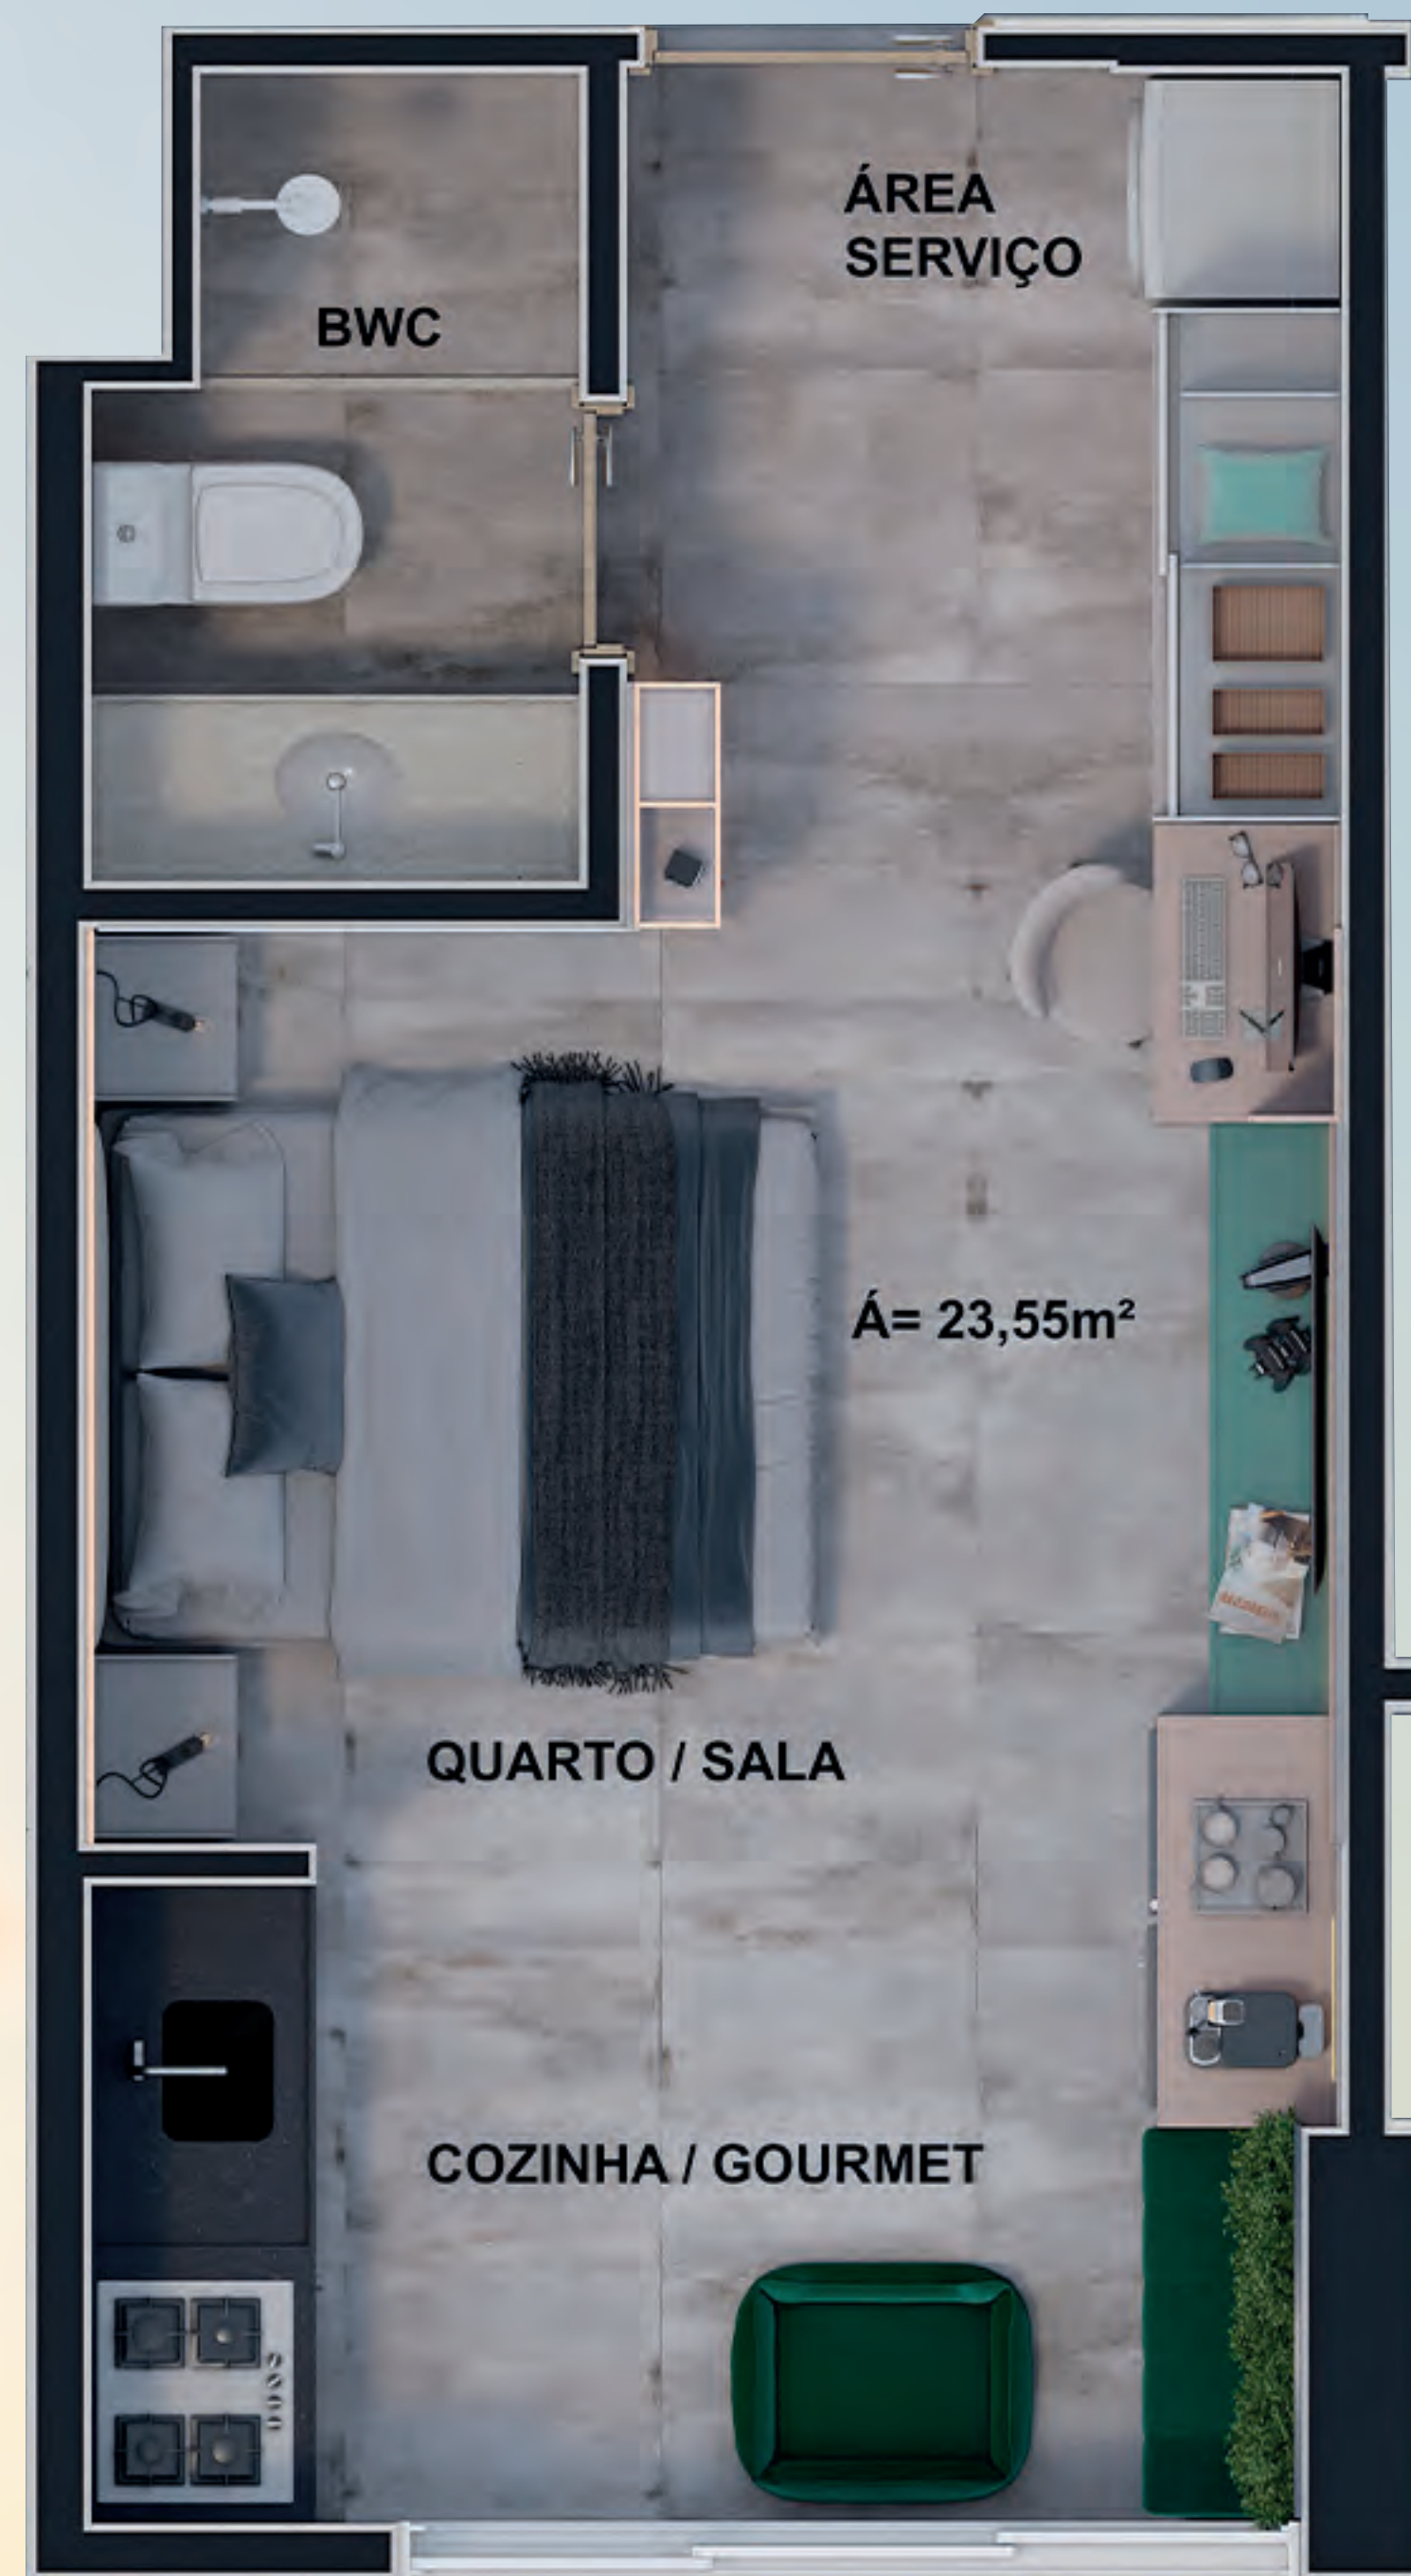 ÁREA
SERVIÇO
BWC
Á= 23,55m²
QUARTO / SALA
COZINHA / GOURMET